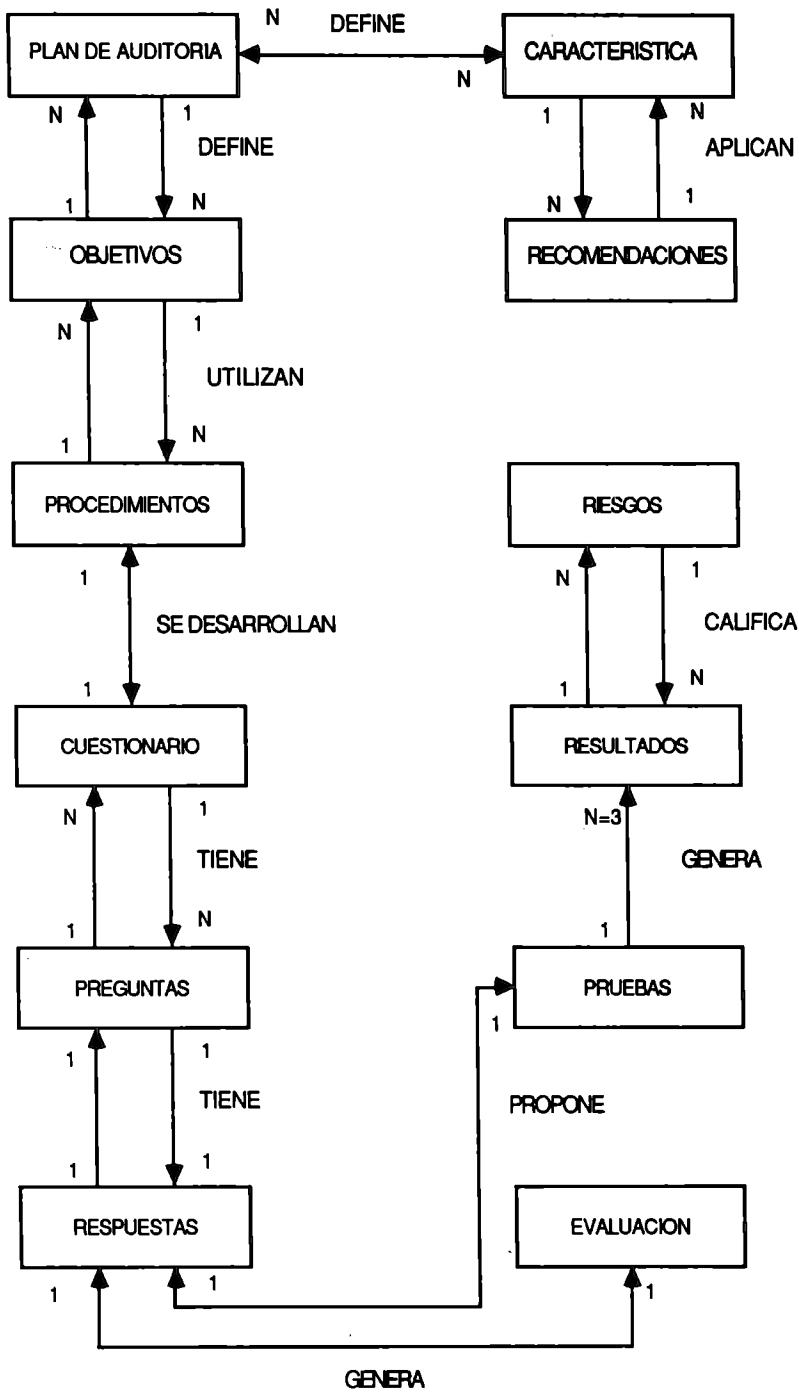 N DEFINE
PLAN DE AUDITORIA CARACTERISTICA
N
N 1 1 N
DEFINE APLICAN
1 N N 1
OBJETIVOS RECOMENDACIONES
N 1
UTILIZAN
1 N
PROCEDIMIENTOS RIESGOS
1 N 1
SE DESARROLLAN CALIFICA
1 1 N
CUESTIONARIO RESULTADOS
N 1 N=3
TIENE GENERA
1 N 1
PREGUNTAS PRUEBAS
1 1 1
TIENE PROPONE
1 1
RESPUESTAS EVALUACION
1 1 1
GENERA